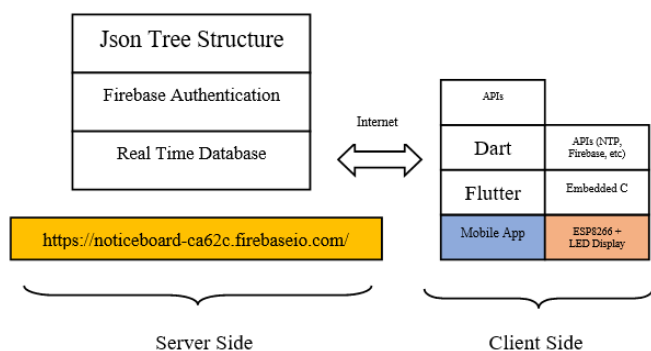 Json Tree Structure
Firebase Authentication
Real Time Database
https://noticeboard-ca62c.firebaseio.com/
Server Side
Internet
APIs
Dart
APIs (NTP,
Firebase, etc)
Flutter
Embedded C
Mobile App
ESP8266 +
LED Display
Client Side